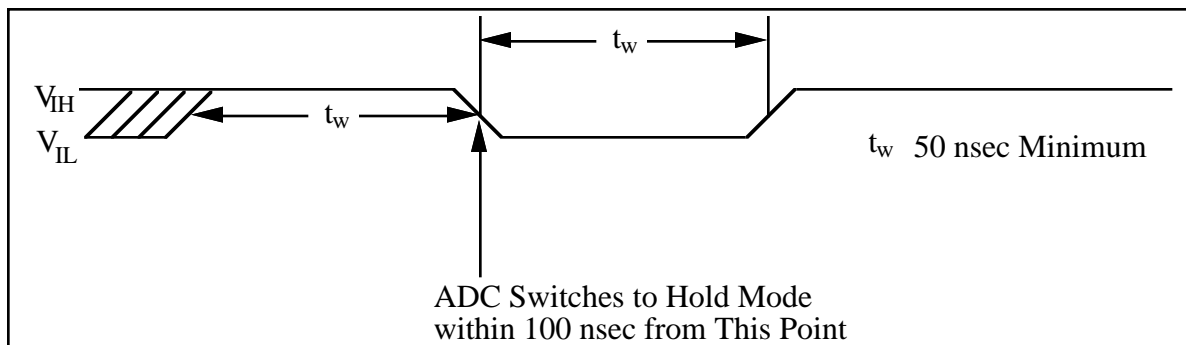 t_w
V_IH
t_w
V_IL
t_w 50 nsec Minimum
ADC Switches to Hold Mode
within 100 nsec from This Point